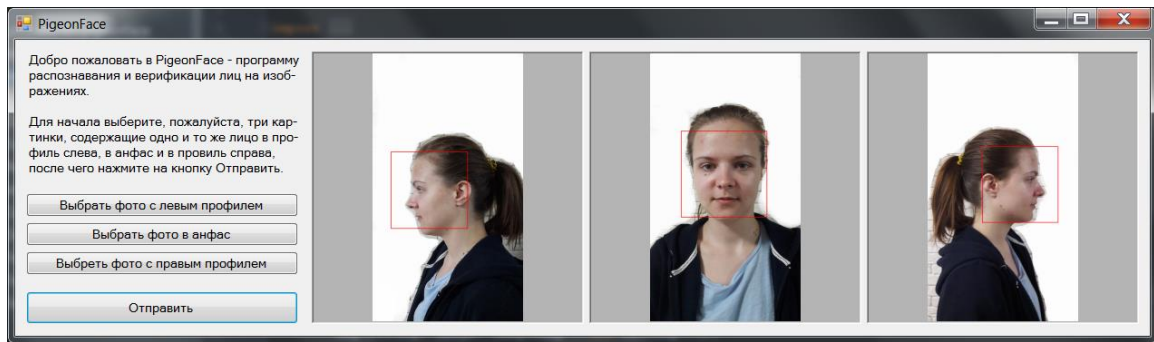 PigeonFace
Добро пожаловать в PigeonFace - программу
распознавания и верификации лиц на изоб-
ражениях.
Для начала выберите, пожалуйста, три кар-
тинки, содержащие одно и то же лицо в про-
филь слева, в анфас и в провиль справа,
после чего нажмите на кнопку Отправить.
Выбрать фото с левым профилем
Выбрать фото в анфас
Выбрете фото с правым профилем
Отправить